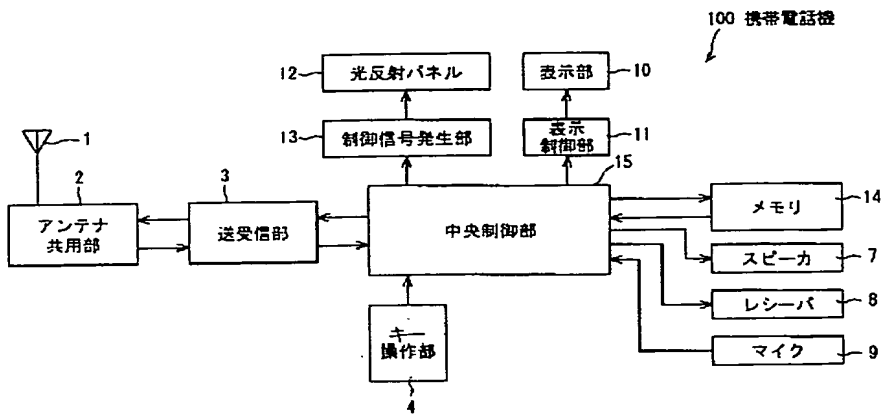 100 携帯電話機
12 光反射パネル
表示部 10
13 制御信号発生部
表示
制御部 11
1
2
3
15
アンテナ
共用部
送受信部
中央制御部
メモリ 14
スピーカ 7
レシーバ 8
マイク 9
キー
操作部
4